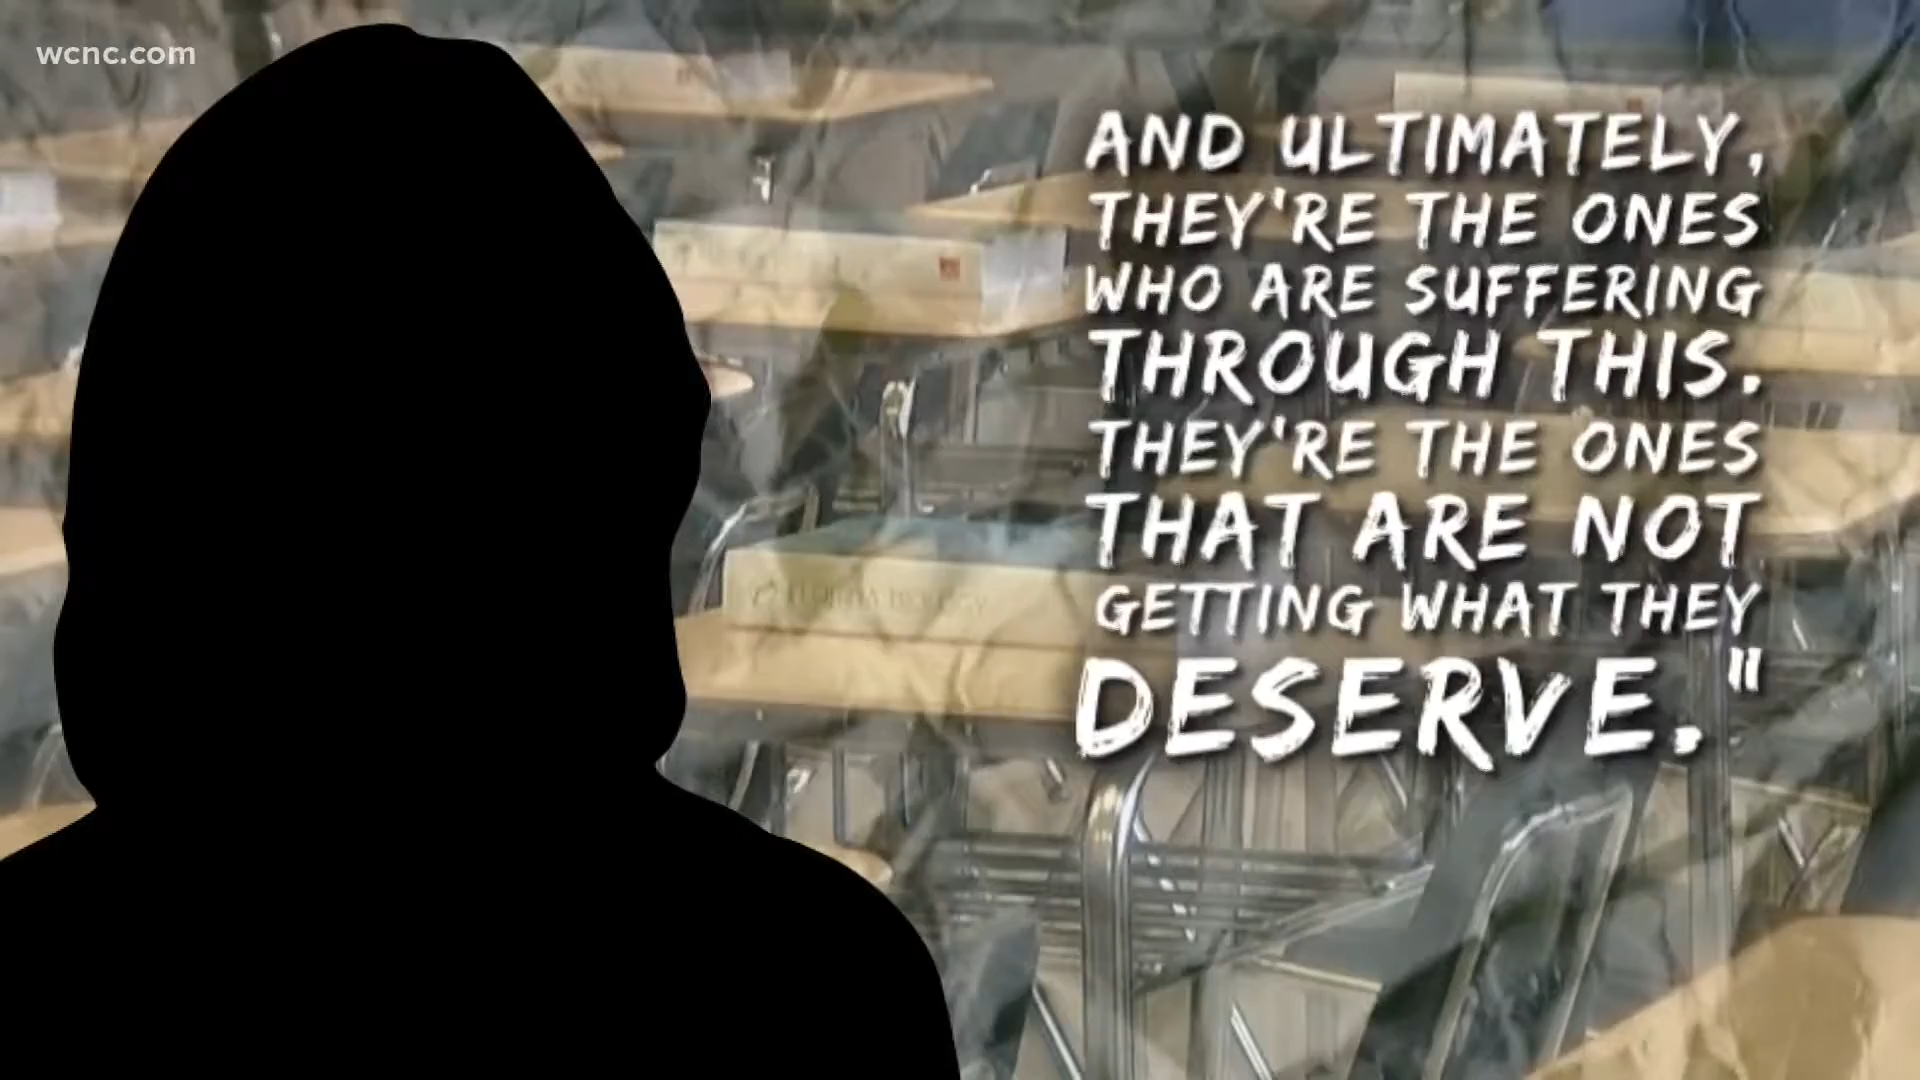 wcnc.com
AND ULTIMATELY,
THEY'RE THE ONES
WHO ARE SUFFERING
THROUGH THIS.
THEY'RE THE ONES
THAT ARE NOT
GETTING WHAT THEY
DESERVE."